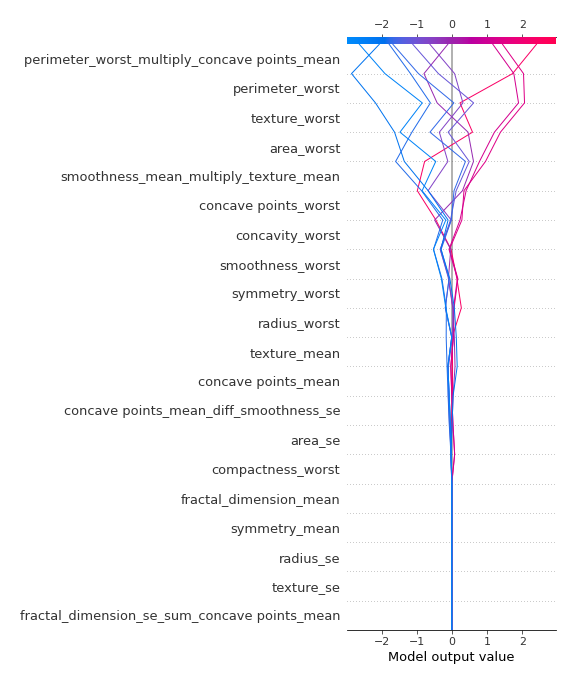 −2 −1 0 1 2
perimeter_worst_multiply_concave points_mean
perimeter_worst
texture_worst
area_worst
smoothness_mean_multiply_texture_mean
concave points_worst
concavity_worst
smoothness_worst
symmetry_worst
radius_worst
texture_mean
concave points_mean
concave points_mean_diff_smoothness_se
area_se
compactness_worst
fractal_dimension_mean
symmetry_mean
radius_se
texture_se
fractal_dimension_se_sum_concave points_mean
−2 −1 0 1 2
Model output value